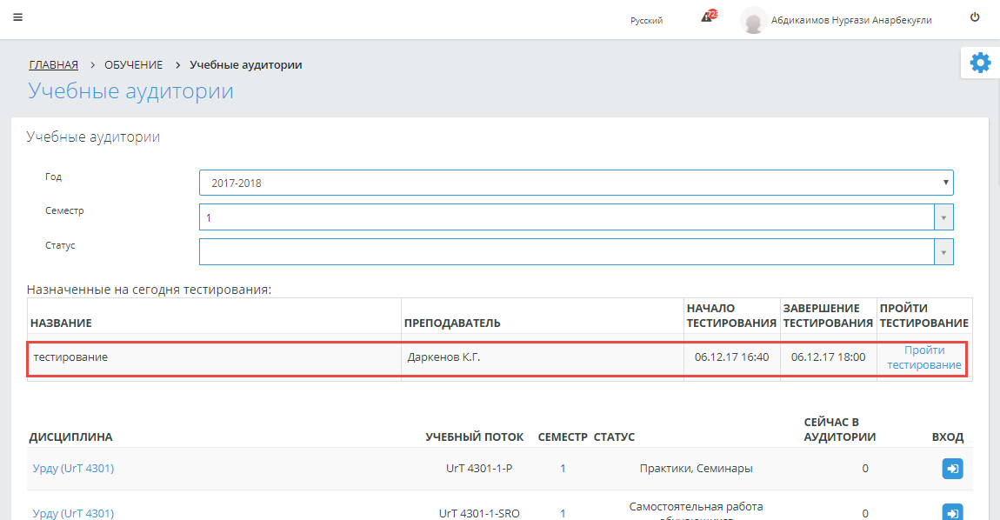 Русский
723
Абдикаимов Нурғази Анарбекуғли
ГЛАВНАЯ > ОБУЧЕНИЕ > Учебные аудитории
Учебные аудитории
Учебные аудитории
Год
2017-2018
Семестр
1
Статус
Назначенные на сегодня тестирования:
НАЗВАНИЕ ПРЕПОДАВАТЕЛЬ НАЧАЛО ТЕСТИРОВАНИЯ ЗАВЕРШЕНИЕ ТЕСТИРОВАНИЯ ПРОЙТИ ТЕСТИРОВАНИЕ
тестирование Даркенов К.Г. 06.12.17 16:40 06.12.17 18:00 Пройти тестирование
ДИСЦИПЛИНА УЧЕБНЫЙ ПОТОК СЕМЕСТР СТАТУС СЕЙЧАС В АУДИТОРИИ ВХОД
Урду (UrT 4301) UrT 4301-1-P 1 Практики, Семинары 0
Урду (UrT 4301) UrT 4301-1-SRO 1 Самостоятельная работа 0